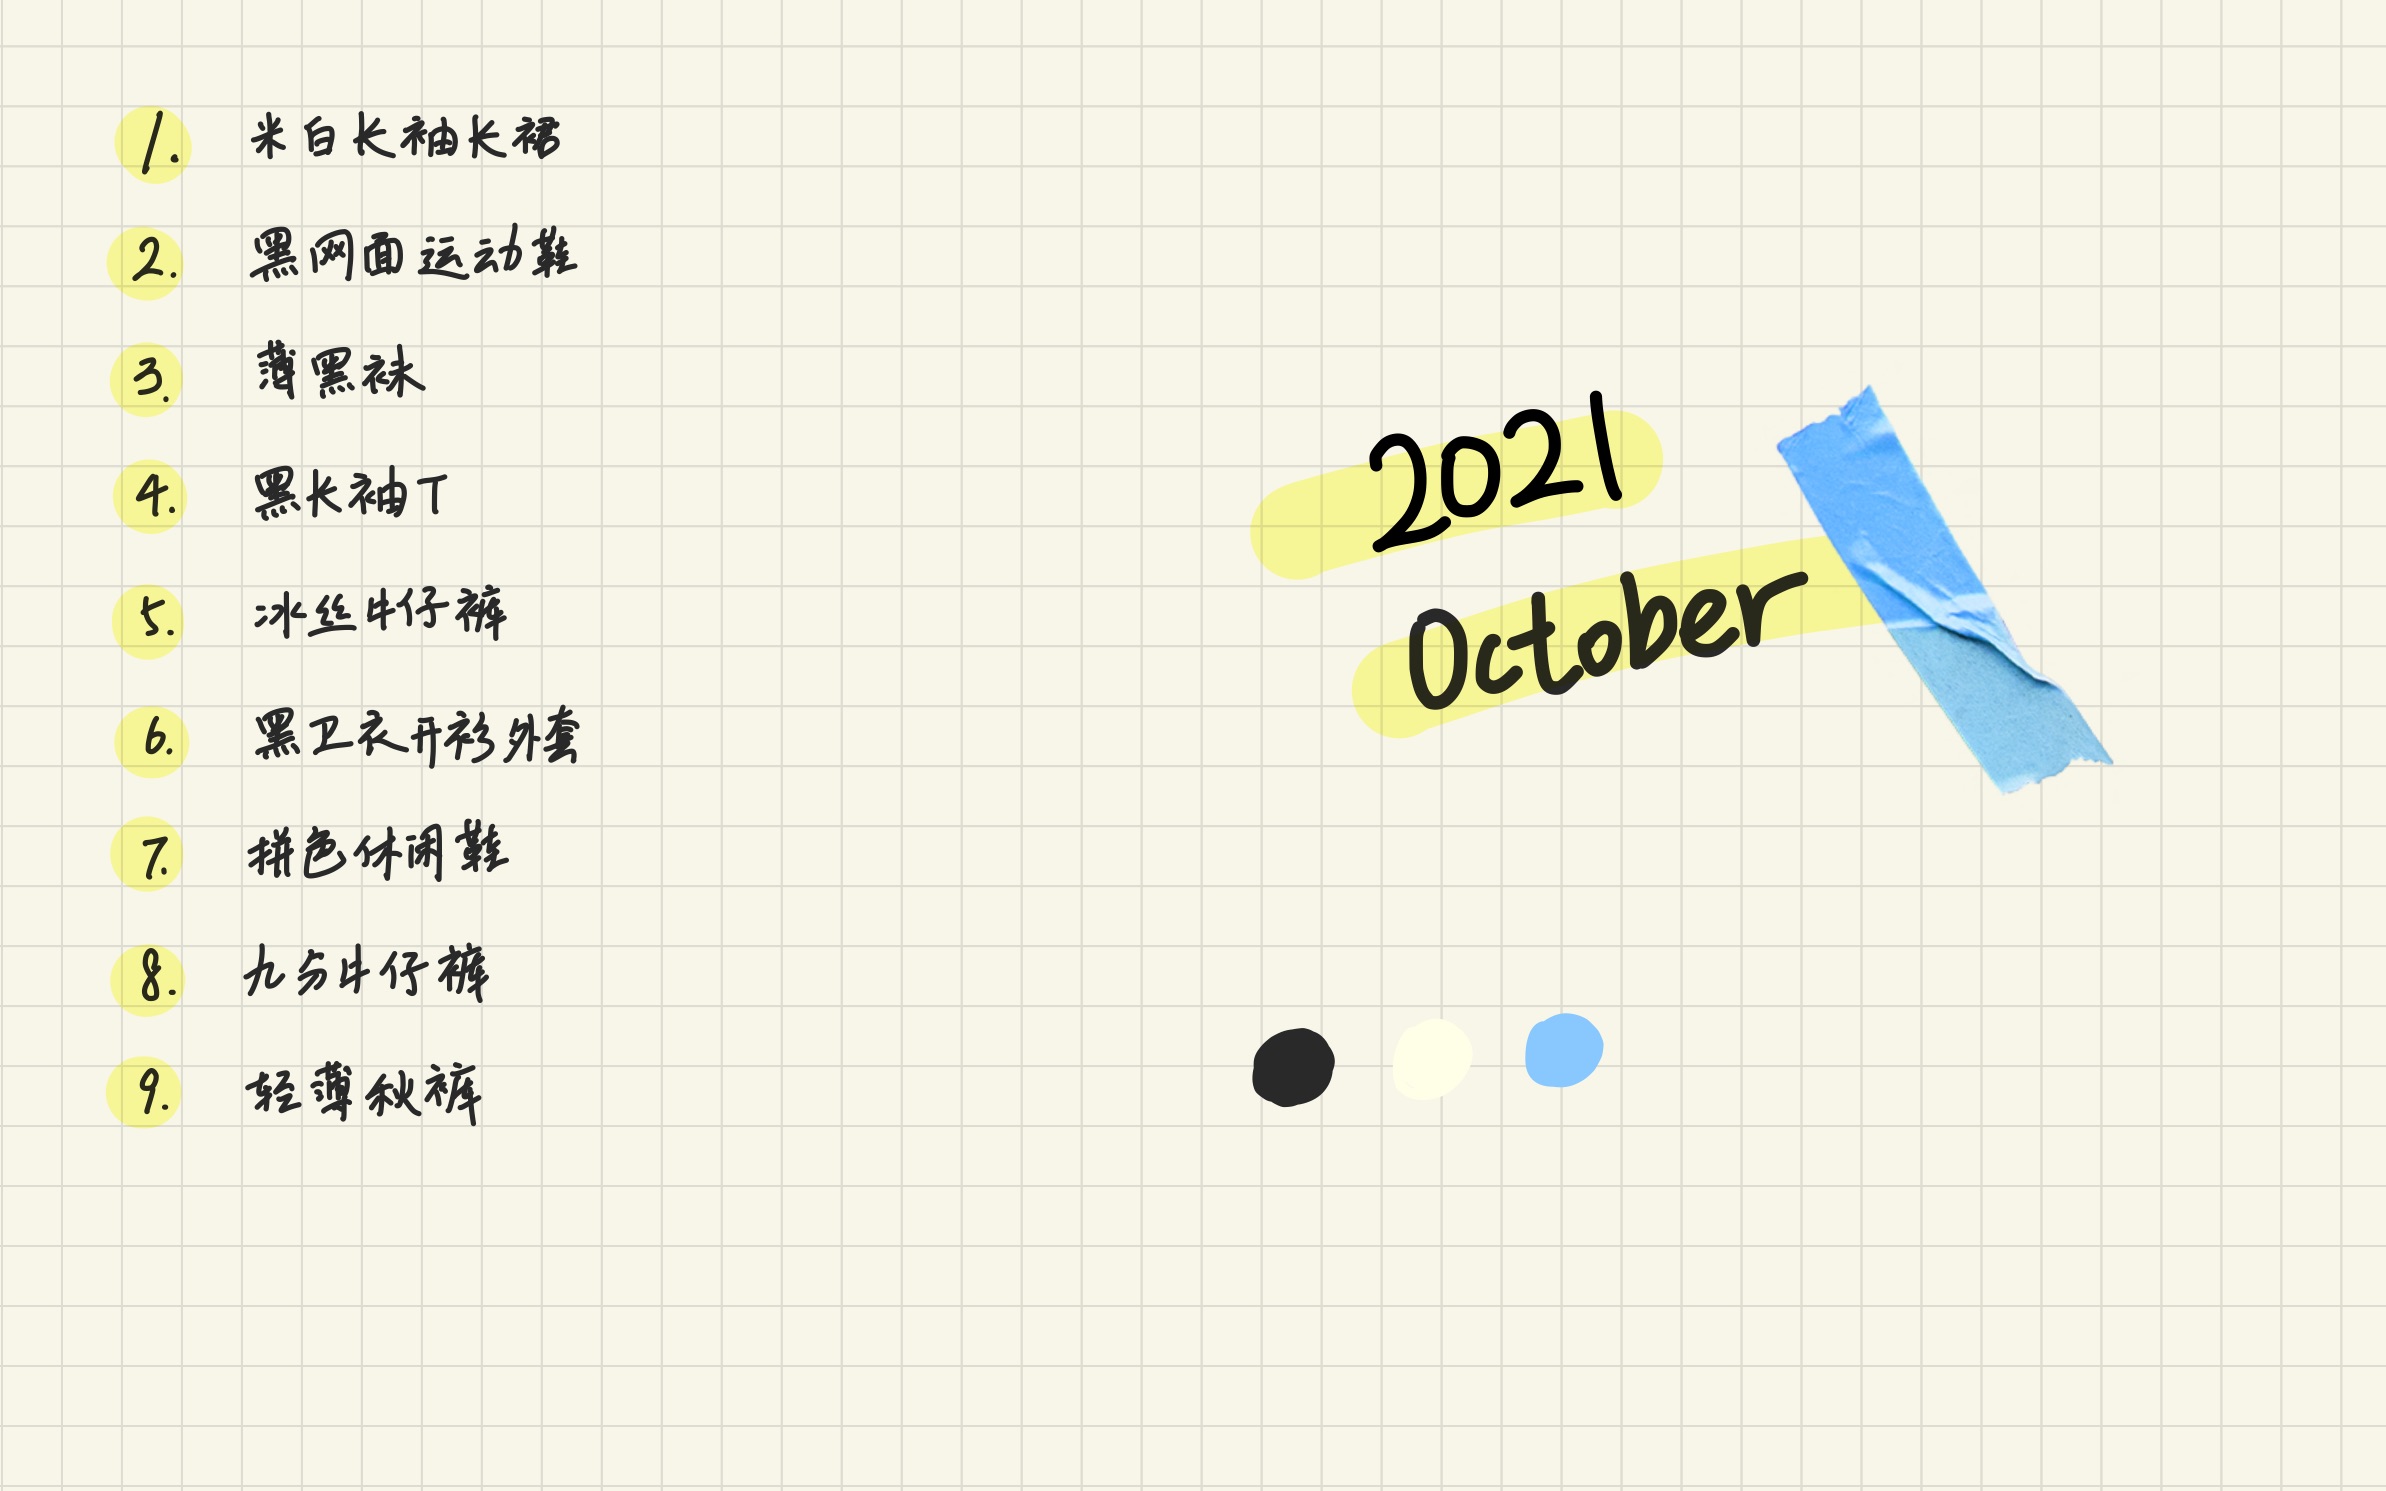 1. 米白长袖长裙
2. 黑网面运动鞋
3. 薄黑袜
4. 黑长袖T
5. 冰丝牛仔裤
6. 黑卫衣开衫外套
7. 拼色休闲鞋
8. 九分牛仔裤
9. 轻薄秋裤
2021
October